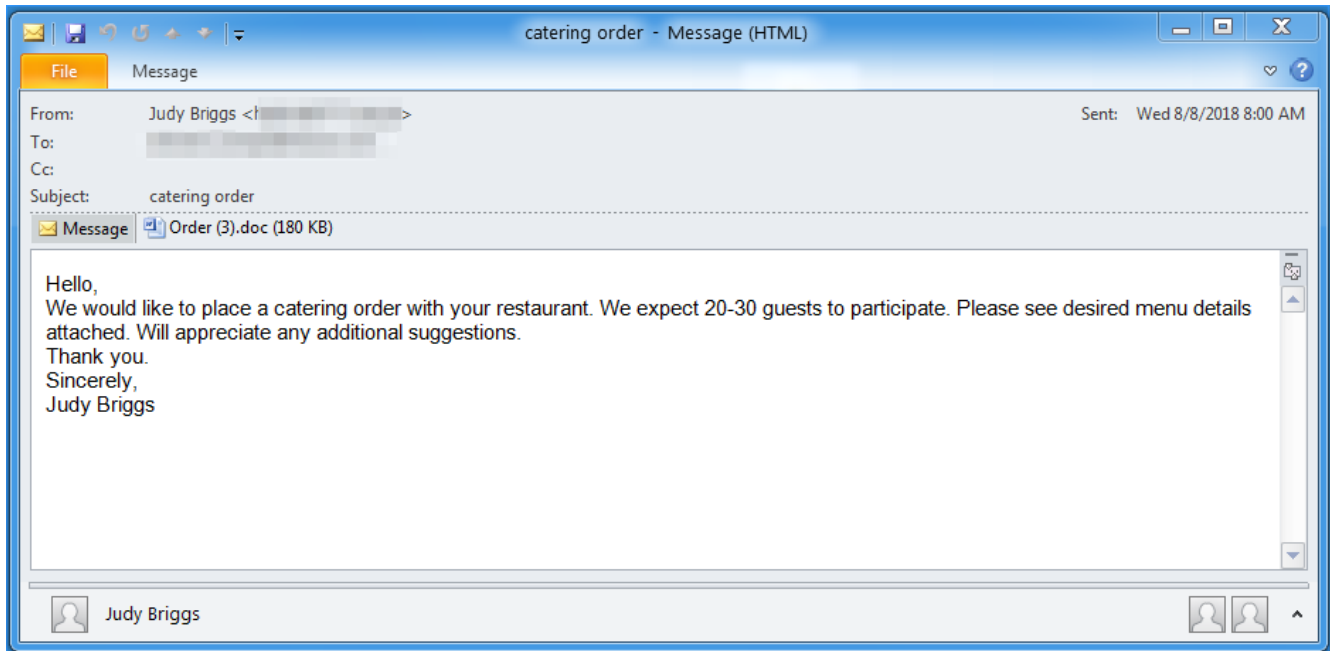 catering order - Message (HTML)
File Message
From: Judy Briggs < >
Sent: Wed 8/8/2018 8:00 AM
To:
Cc:
Subject: catering order
Message Order (3).doc (180 KB)
Hello,
We would like to place a catering order with your restaurant. We expect 20-30 guests to participate. Please see desired menu details
attached. Will appreciate any additional suggestions.
Thank you.
Sincerely,
Judy Briggs
Judy Briggs